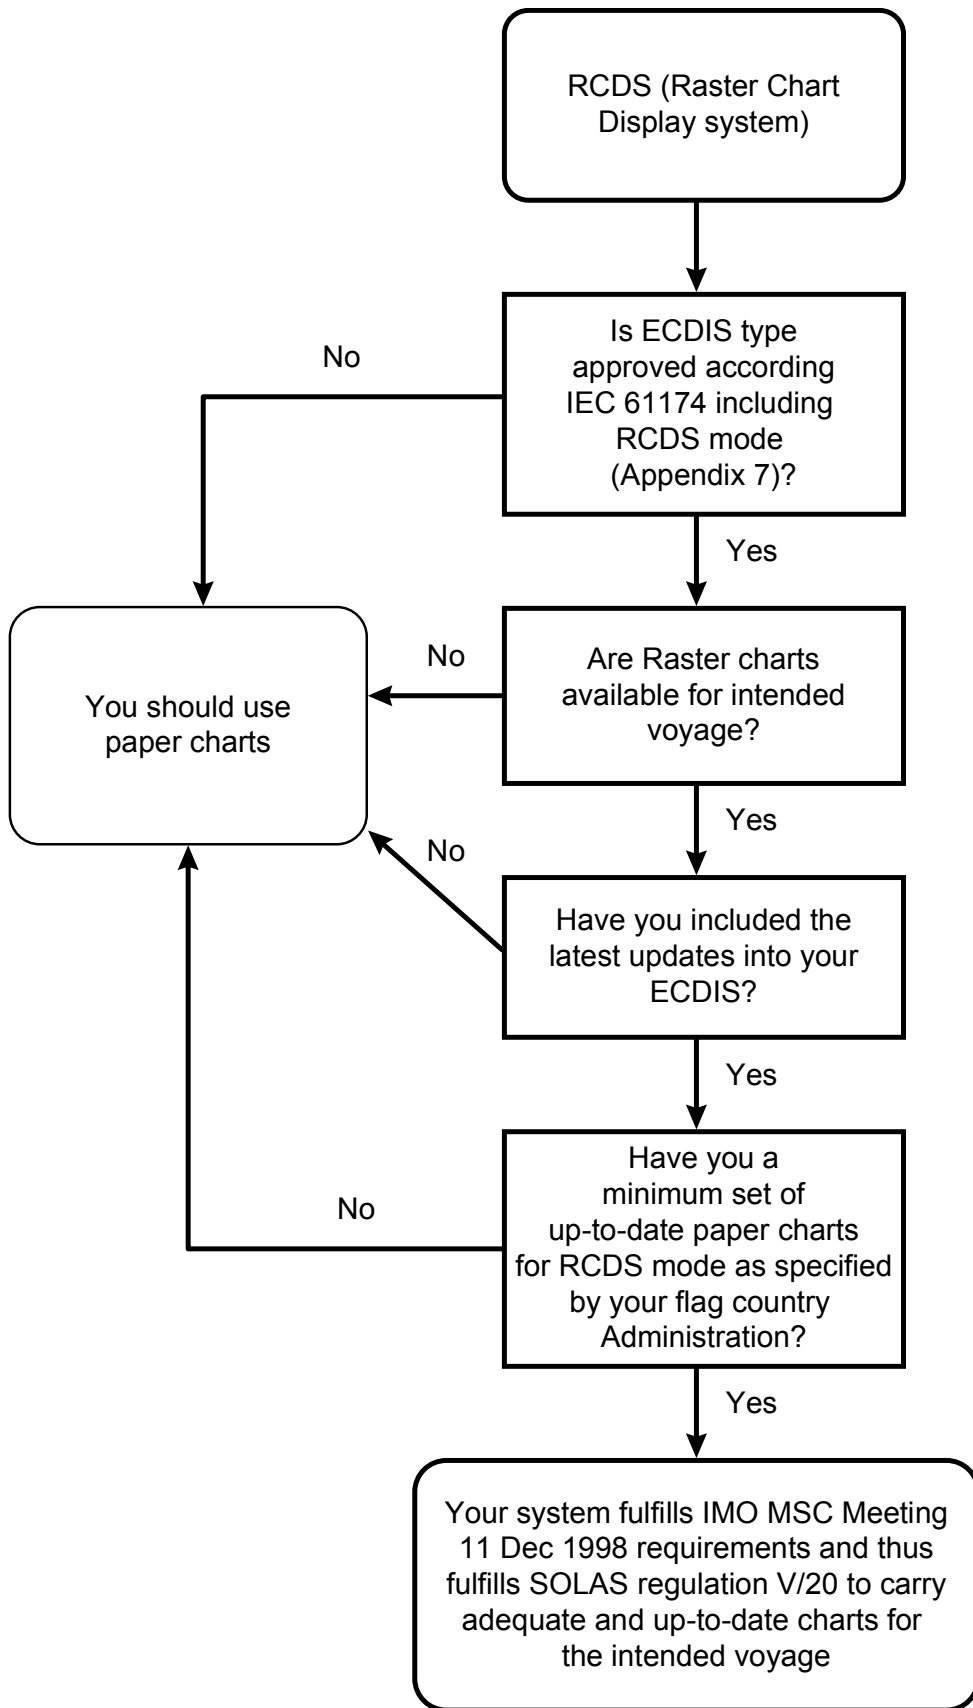 RCDS (Raster Chart
Display system)
Is ECDIS type
approved according
IEC 61174 including
RCDS mode
(Appendix 7)?
No
Yes
Are Raster charts
available for intended
voyage?
No
You should use
paper charts
Yes
No
Have you included the
latest updates into your
ECDIS?
Yes
Have you a
minimum set of
up-to-date paper charts
for RCDS mode as specified
by your flag country
Administration?
No
Yes
Your system fulfills IMO MSC Meeting
11 Dec 1998 requirements and thus
fulfills SOLAS regulation V/20 to carry
adequate and up-to-date charts for
the intended voyage